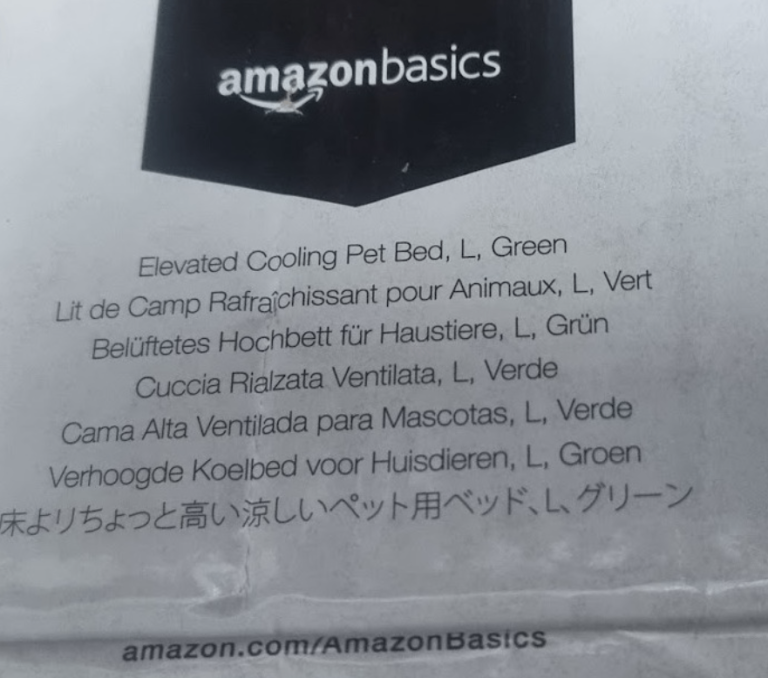 amazonbasics
Elevated Cooling Pet Bed, L, Green
Lit de Camp Rafraîchissant pour Animaux, L, Vert
Belüftetes Hochbett für Haustiere, L, Grün
Cuccia Rialzata Ventilata, L, Verde
Cama Alta Ventilada para Mascotas, L, Verde
Verhoogde Koelbed voor Huisdieren, L, Groen
床よりちょっと高い涼しいペット用ベッド、L、グリーン
amazon.com/AmazonBasics